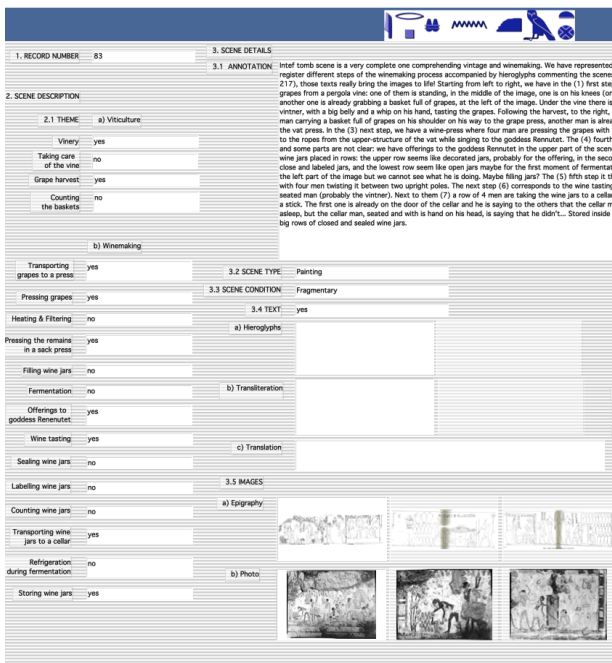 1. RECORD NUMBER 83
2. SCENE DESCRIPTION
2.1 THEME a) Viticulture
Vinery yes
Taking care
of the vine no
Grape harvest yes
Counting
the baskets no
b) Winemaking
Transporting
grapes to a press yes
Pressing grapes yes
Heating & Filtering no
Pressing the remains
in a sack press yes
Filling wine jars no
Fermentation no
Offerings to
goddess Renenutet yes
Wine tasting yes
Sealing wine jars no
Labelling wine jars no
Counting wine jars no
Transporting wine
jars to a cellar yes
Refrigeration
during fermentation no
Storing wine jars yes
3. SCENE DETAILS
3.1 ANNOTATION
Intef tomb scene is a very complete one comprehending vintage and winemaking. We have represented
register different steps of the winemaking process accompanied by hieroglyphs commenting the scene
217), those texts really bring the images to life! Starting from left to right, we have in the (1) first step
grapes from a pergola vine: one of them is standing, in the middle of the image, one is on his knees (or
another one is already grabbing a basket full of grapes, at the left of the image. Under the vine there is
vintner, with a big belly and a whip on his hand, tasting the grapes. Following the harvest, to the right,
man carrying a basket full of grapes on his shoulder on his way to the grape press, another man is
the vat press. In the (3) next step, we have a wine-press where four man are pressing the grapes with
to the ropes from the upper-structure of the vat while singing to the goddess Rennutet. The (4) fourth
and some parts are not clear: we have offerings to the goddess Rennutet in the upper part of the
wine jars placed in rows: the upper row seems like decorated jars, probably for the offering, in the
close and labeled jars, and the lowest row seem like open jars maybe for the first moment of
the left part of the image but we cannot see what he is doing. Maybe filling jars? The (5) fifth step it
with four men twisting it between two upright poles. The next step (6) corresponds to the wine tasting
seated man (probably the vintner). Next to them (7) a row of 4 men are taking the wine jars to a
a stick. The first one is already on the door of the cellar and he is saying to the others that the cellar
asleep, but the cellar man, seated and with is hand on his head, is saying that he didn't... Stored inside
big rows of closed and sealed wine jars.
3.2 SCENE TYPE Painting
3.3 SCENE CONDITION Fragmentary
3.4 TEXT yes
a) Hieroglyphs
b) Transliteration
c) Translation
3.5 IMAGES
a) Epigraphy
b) Photo